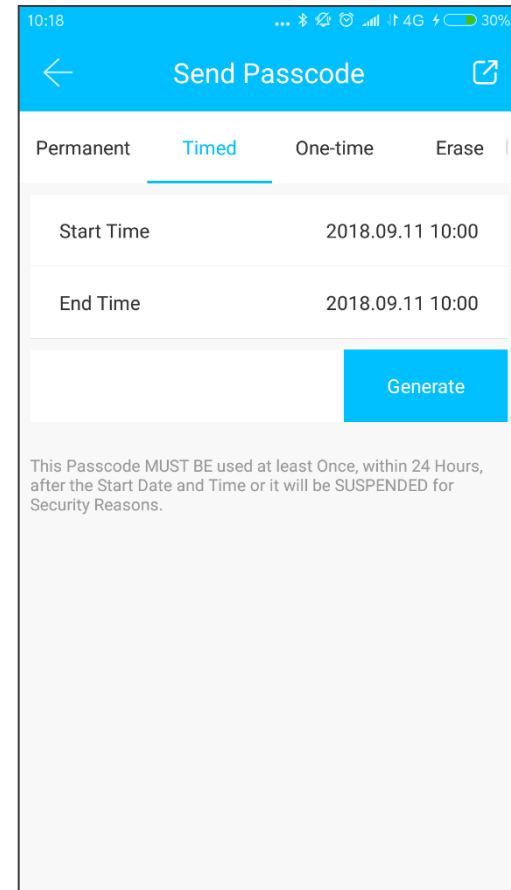 10:18 ... 4G 30%
Send Passcode
Permanent Timed One-time Erase
Start Time 2018.09.11 10:00
End Time 2018.09.11 10:00
Generate
This Passcode MUST BE used at least Once, within 24 Hours,
after the Start Date and Time or it will be SUSPENDED for
Security Reasons.